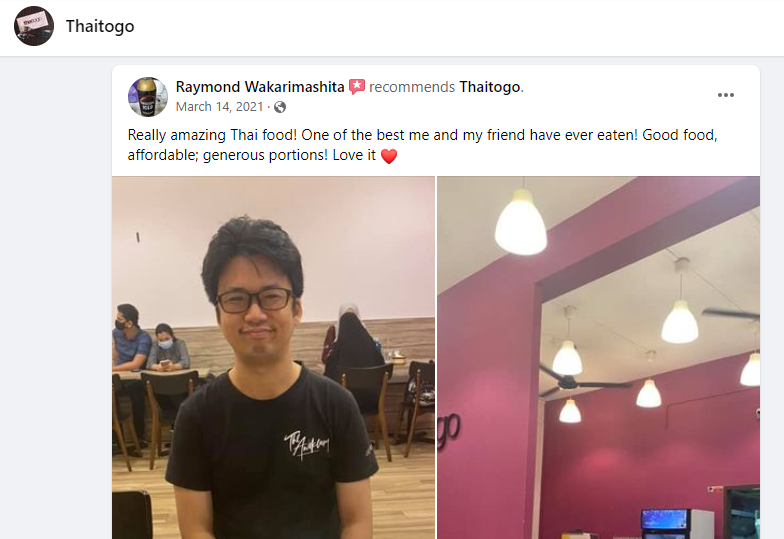 Thaitogo
Raymond Wakarimashita recommends Thaitogo.
March 14, 2021 ·
Really amazing Thai food! One of the best me and my friend have ever eaten! Good food,
affordable; generous portions! Love it ❤️
go